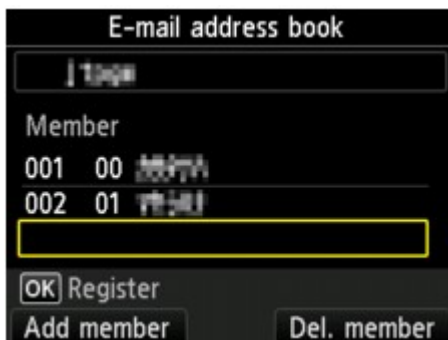 E-mail address book
Member
001 00
002 01
OK Register
Add member Del. member